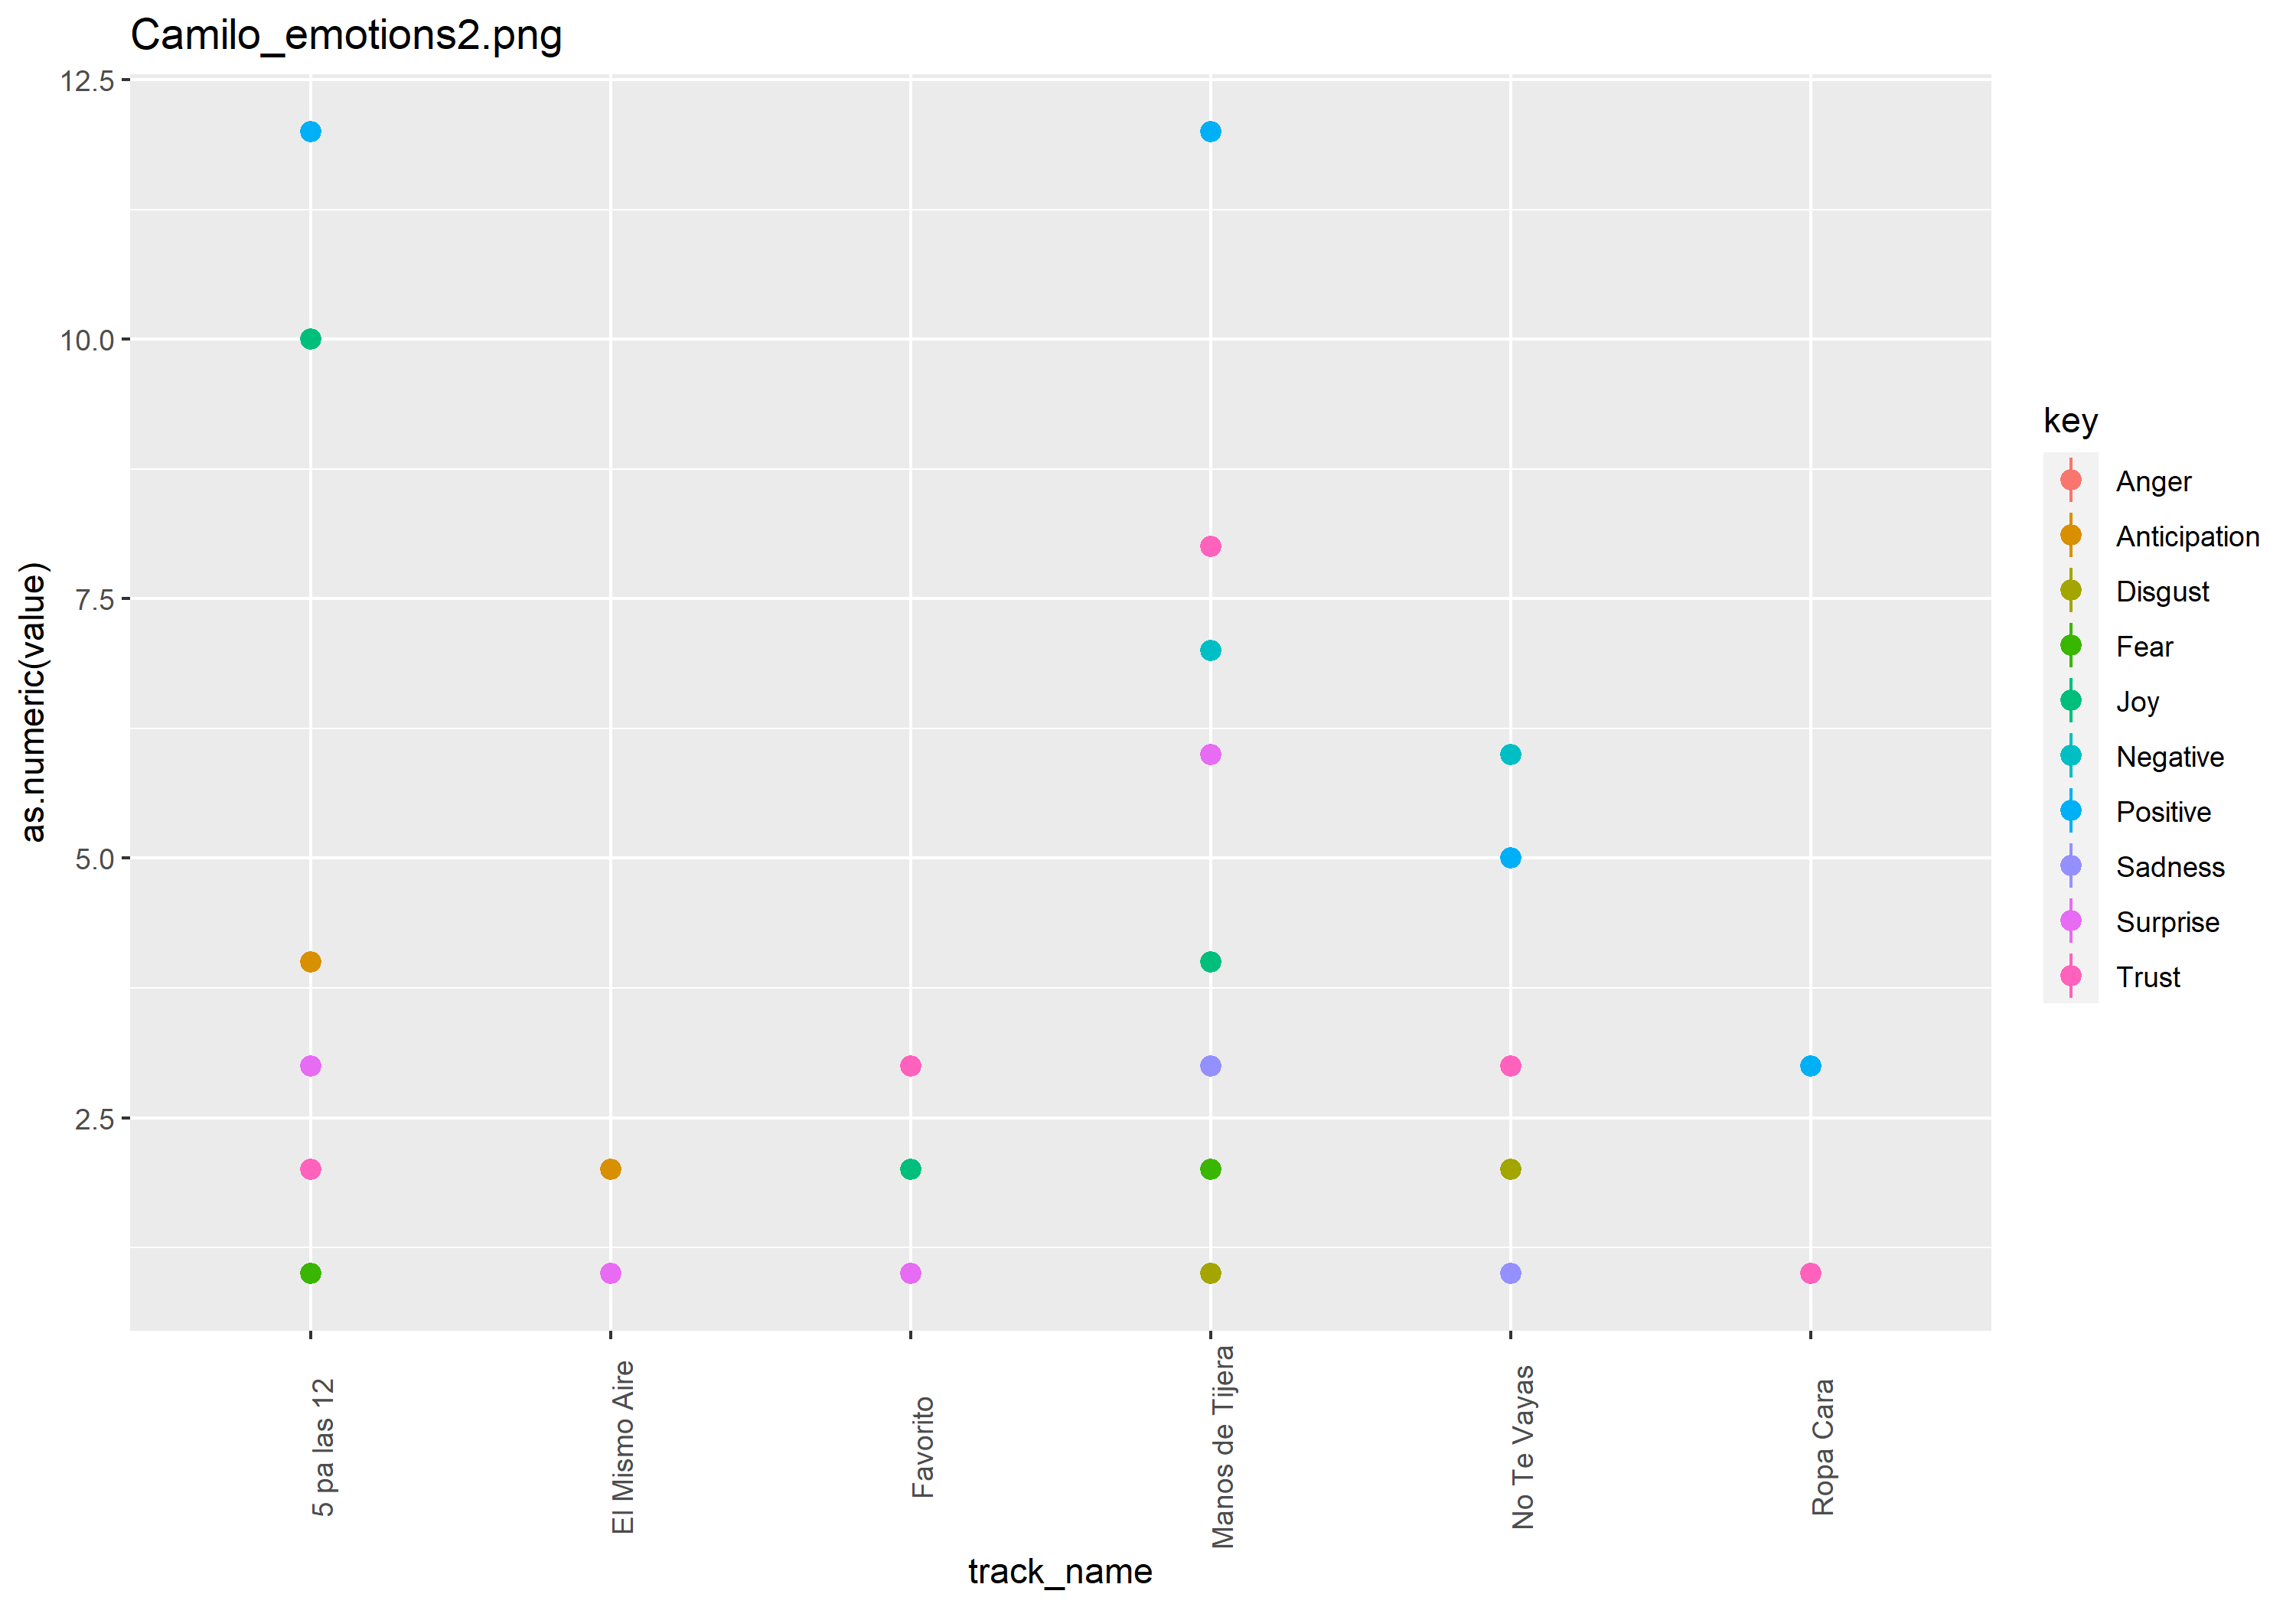 Camilo_emotions2.png
12.5
10.0
7.5
5.0
2.5
as.numeric(value)
5 pa las 12
El Mismo Aire
Favorito
Manos de Tijera
No Te Vayas
Ropa Cara
track_name
key
Anger
Anticipation
Disgust
Fear
Joy
Negative
Positive
Sadness
Surprise
Trust